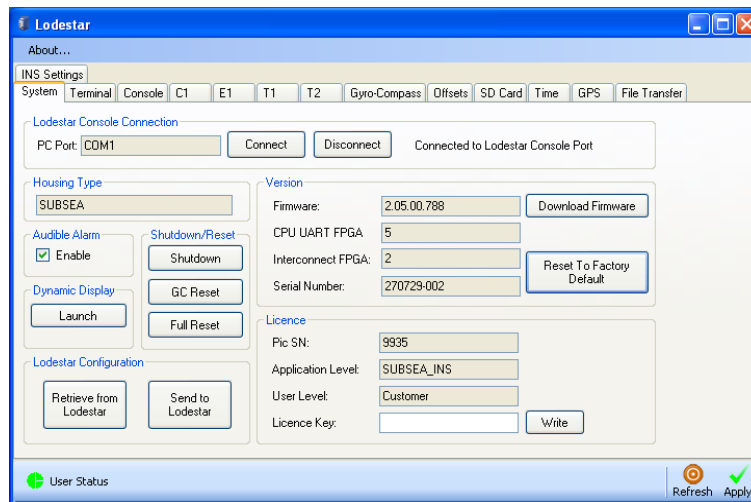 Lodestar
About...
INS Settings
System Terminal Console C1 E1 T1 T2 Gyro-Compass Offsets SD Card Time GPS File Transfer
Lodestar Console Connection
PC Port: COM1 Connect Disconnect Connected to Lodestar Console Port
Housing Type
SUBSEA
Audible Alarm
Enable
Shutdown/Reset
Shutdown
GC Reset
Full Reset
Dynamic Display
Launch
Lodestar Configuration
Retrieve from
Lodestar
Send to
Lodestar
Version
Firmware: 2.05.00.788 Download Firmware
CPU UART FPGA 5
Interconnect FPGA: 2
Reset To Factory
Default
Serial Number: 270729-002
Licence
Pic SN: 9935
Application Level: SUBSEA_INS
User Level: Customer
Licence Key: Write
User Status
Refresh Apply